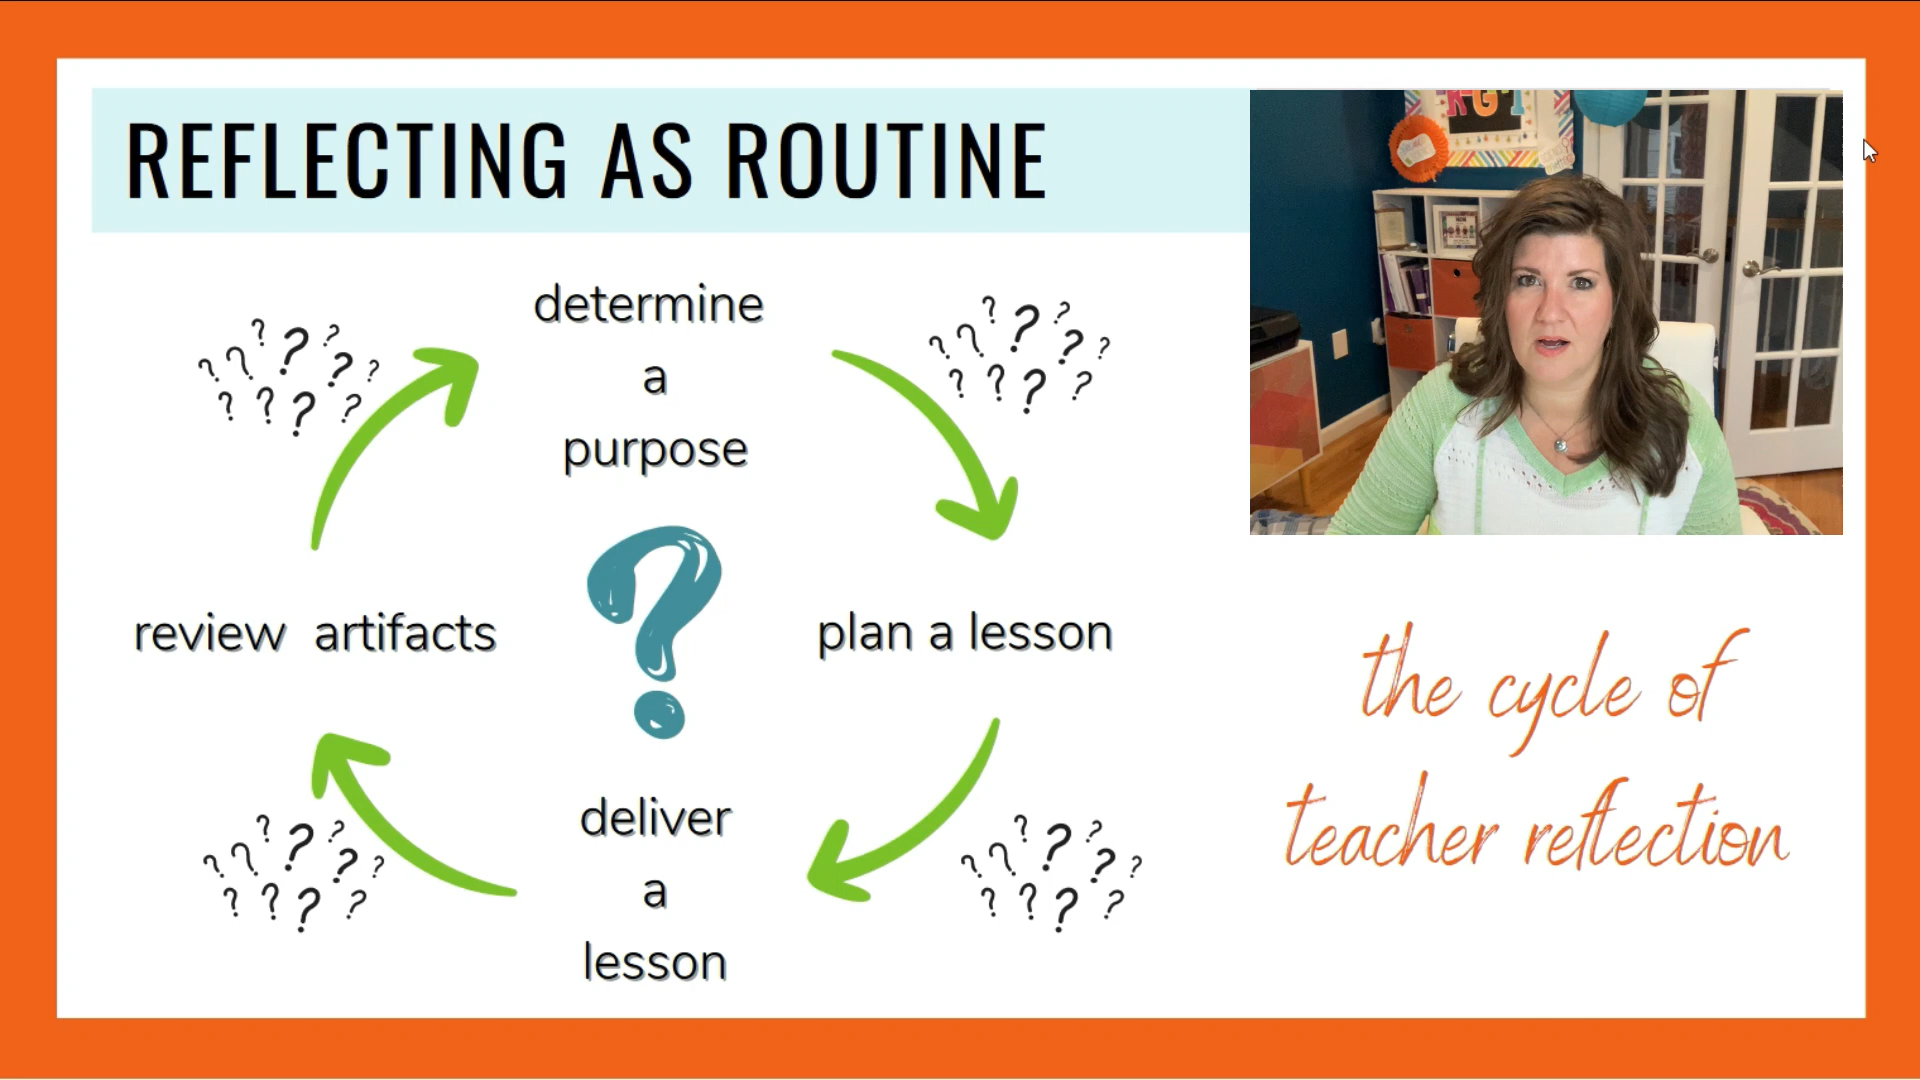 REFLECTING AS ROUTINE
determine
a
purpose
review artifacts
plan a lesson
deliver
a
lesson
the cycle of
teacher reflection